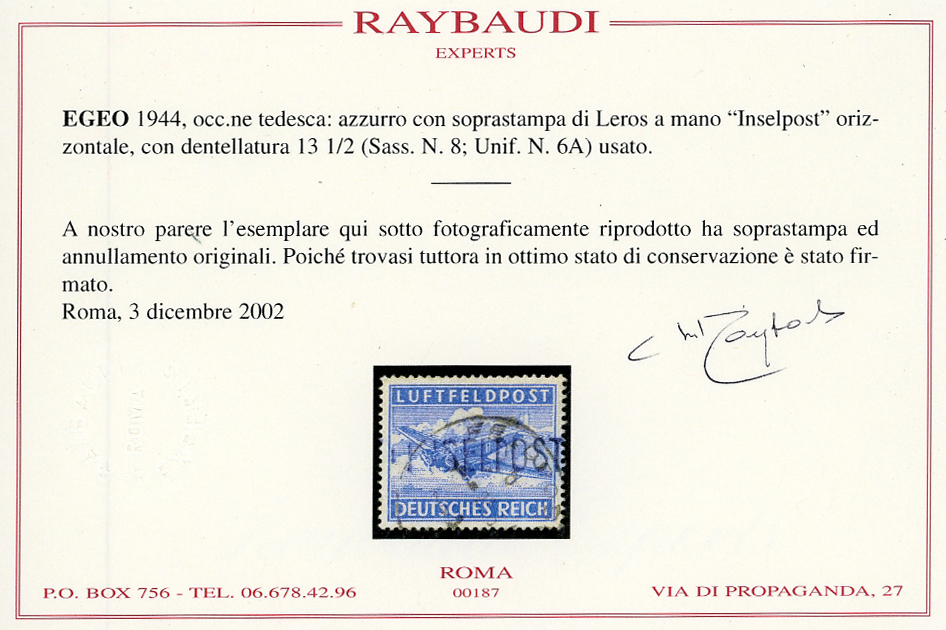 RAYBAUDI
EXPERTS
EGEO 1944, occ.ne tedesca: azzurro con soprastampa di Leros a mano “Inselpost” oriz-
zontale, con dentellatura 13 1/2 (Sass. N. 8; Unif. N. 6A) usato.
A nostro parere l’esemplare qui sotto fotograficamente riprodotto ha soprastampa ed
annullamento originali. Poiché trovasi tuttora in ottimo stato di conservazione è stato fir-
mato.
Roma, 3 dicembre 2002
LUFTFELDPOST
INSELPOST
DEUTSCHES REICH
ROMA
P.O. BOX 756 - TEL. 06.678.42.96 00187 VIA DI PROPAGANDA, 27